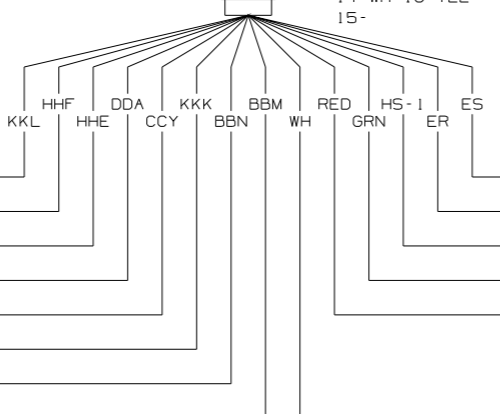 15-
HHF DDA KKK BBM RED HS-1 ES
KKL HHE CCY BBN WH GRN ER